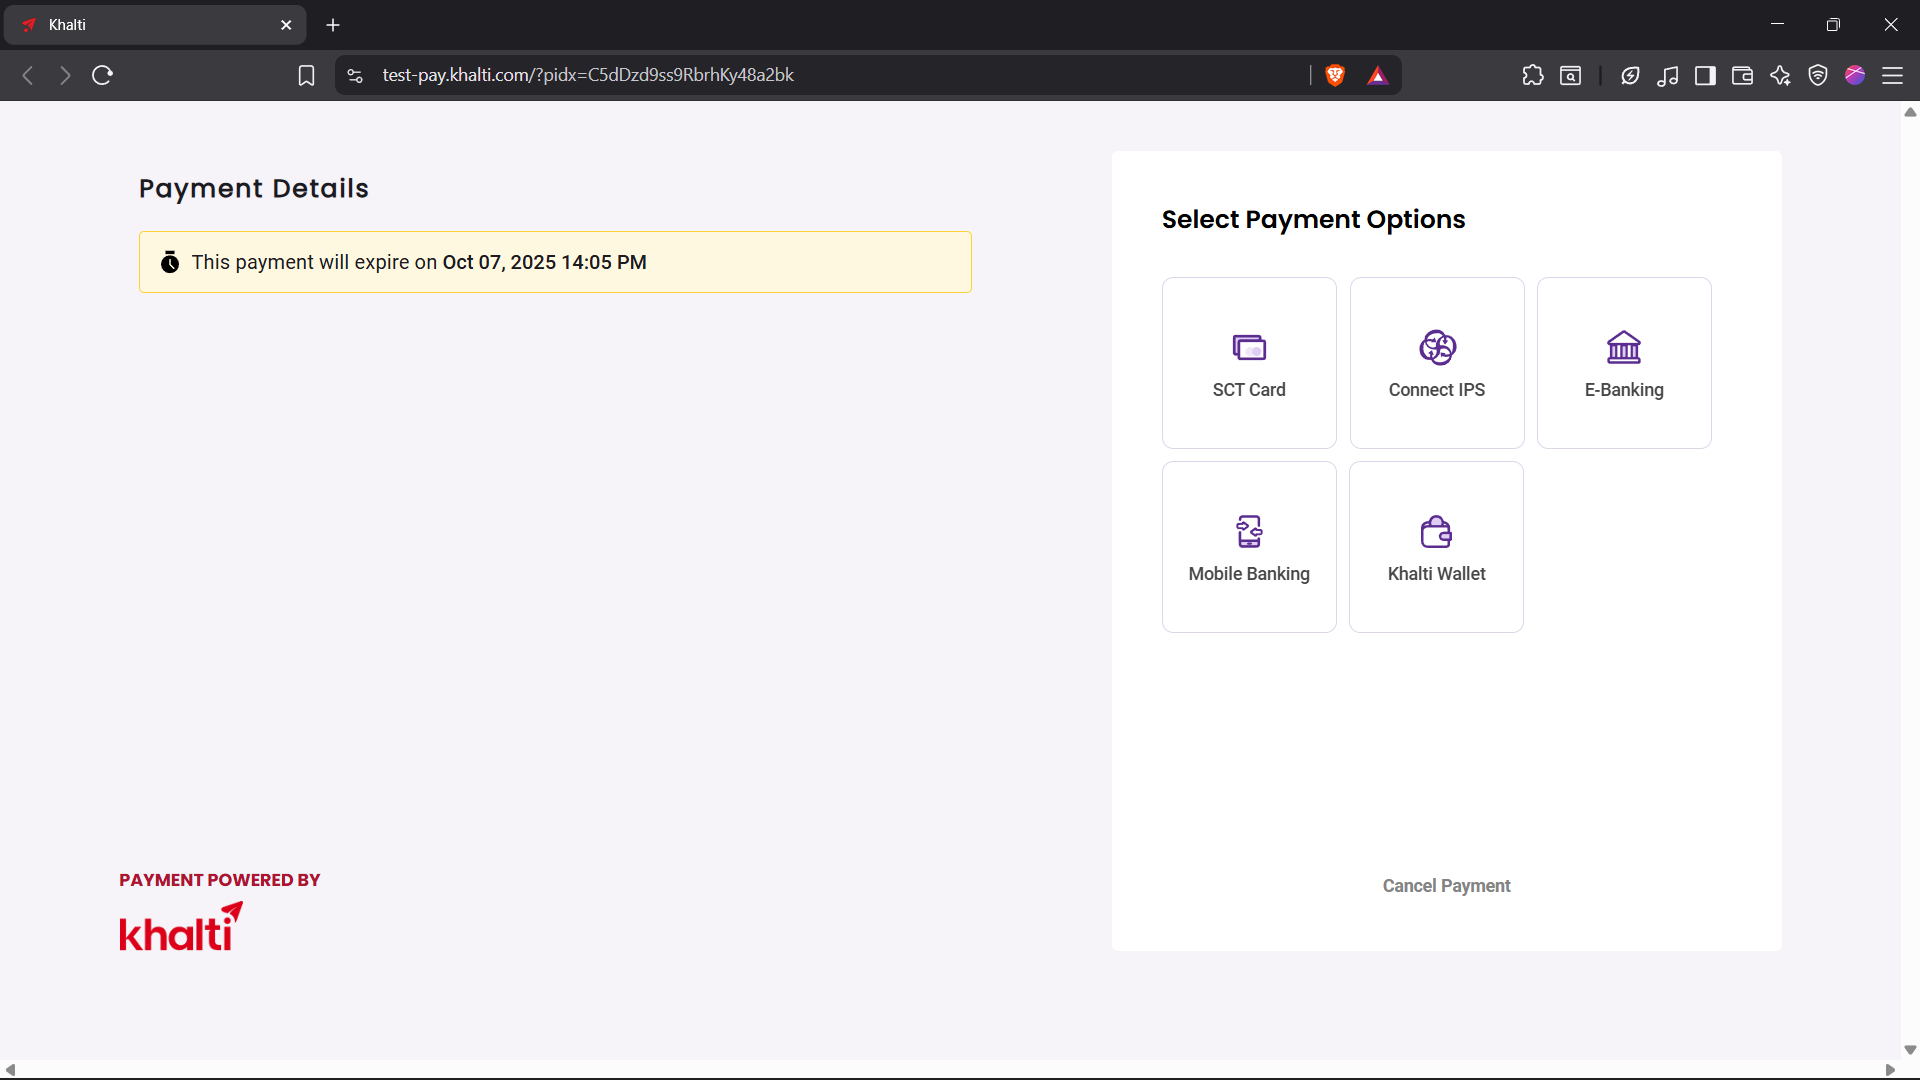 Khalti
test-pay.khalti.com/?pidx=C5dDzd9ss9RbrhKy48a2bk
Payment Details
This payment will expire on Oct 07, 2025 14:05 PM
Select Payment Options
SCT Card
Connect IPS
E-Banking
Mobile Banking
Khalti Wallet
Cancel Payment
PAYMENT POWERED BY
khalti